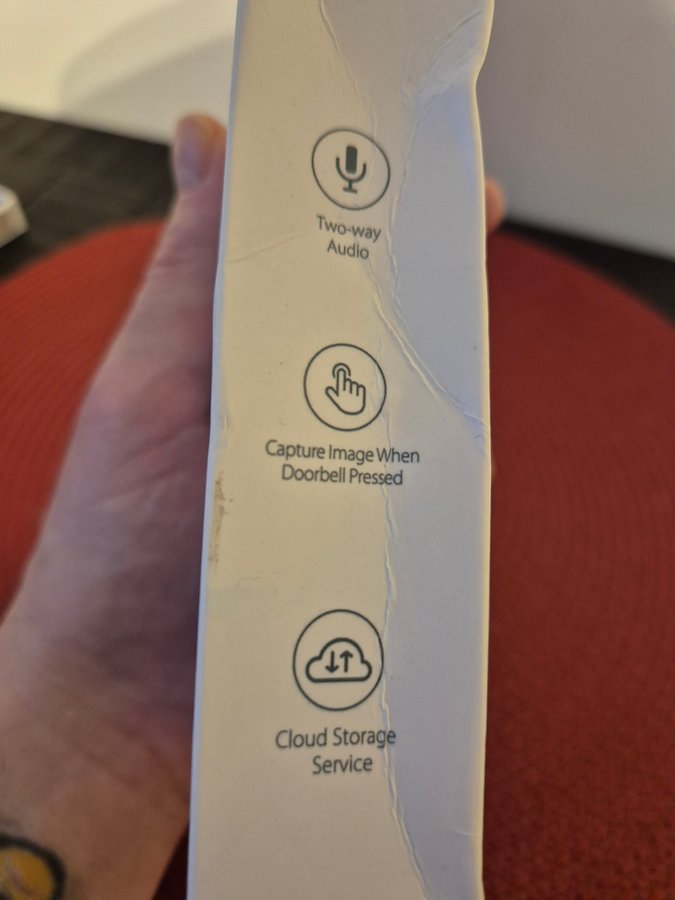 Two-way
Audio
Capture Image When
Doorbell Pressed
Cloud Storage
Service